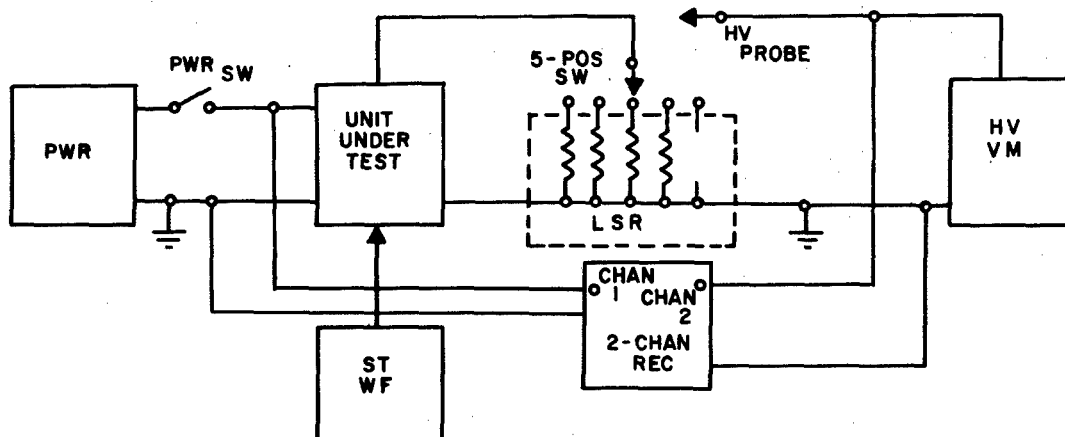 PWR
PWR SW
UNIT
UNDER
TEST
5-POS
SW
HV
PROBE
HV
VM
LSR
CHAN
1
CHAN
2
2-CHAN
REC
ST
WF